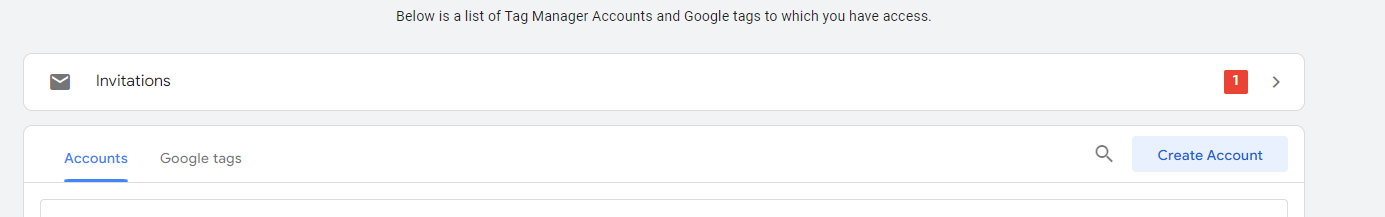 Below is a list of Tag Manager Accounts and Google tags to which you have access.
Invitations 1
Accounts Google tags Create Account